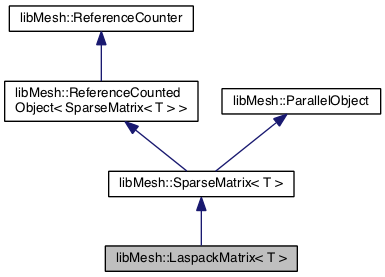 libMesh::ReferenceCounter
libMesh::ReferenceCounted
Object< SparseMatrix< T > >
libMesh::ParallelObject
libMesh::SparseMatrix< T >
libMesh::LaspackMatrix< T >